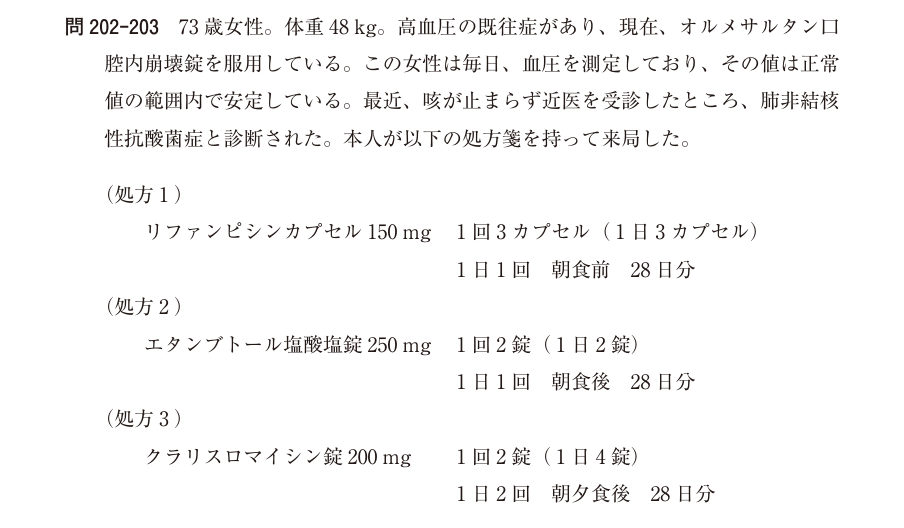 問 202-203 73 歳女性。体重 48 kg。高血圧の既往症があり、現在、オルメサルタン口
腔内崩壊錠を服用している。この女性は毎日、血圧を測定しており、その値は正常
値の範囲内で安定している。最近、咳が止まらず近医を受診したところ、肺非結核
性抗酸菌症と診断された。本人が以下の処方箋を持って来局した。
（処方 1 ）
リファンピシンカプセル 150 mg 1 回 3 カプセル（ 1 日 3 カプセル）
1 日 1 回 朝食前 28 日分
（処方 2 ）
エタンブトール塩酸塩錠 250 mg 1 回 2 錠（ 1 日 2 錠）
1 日 1 回 朝食後 28 日分
（処方 3 ）
クラリスロマイシン錠 200 mg 1 回 2 錠（ 1 日 4 錠）
1 日 2 回 朝夕食後 28 日分